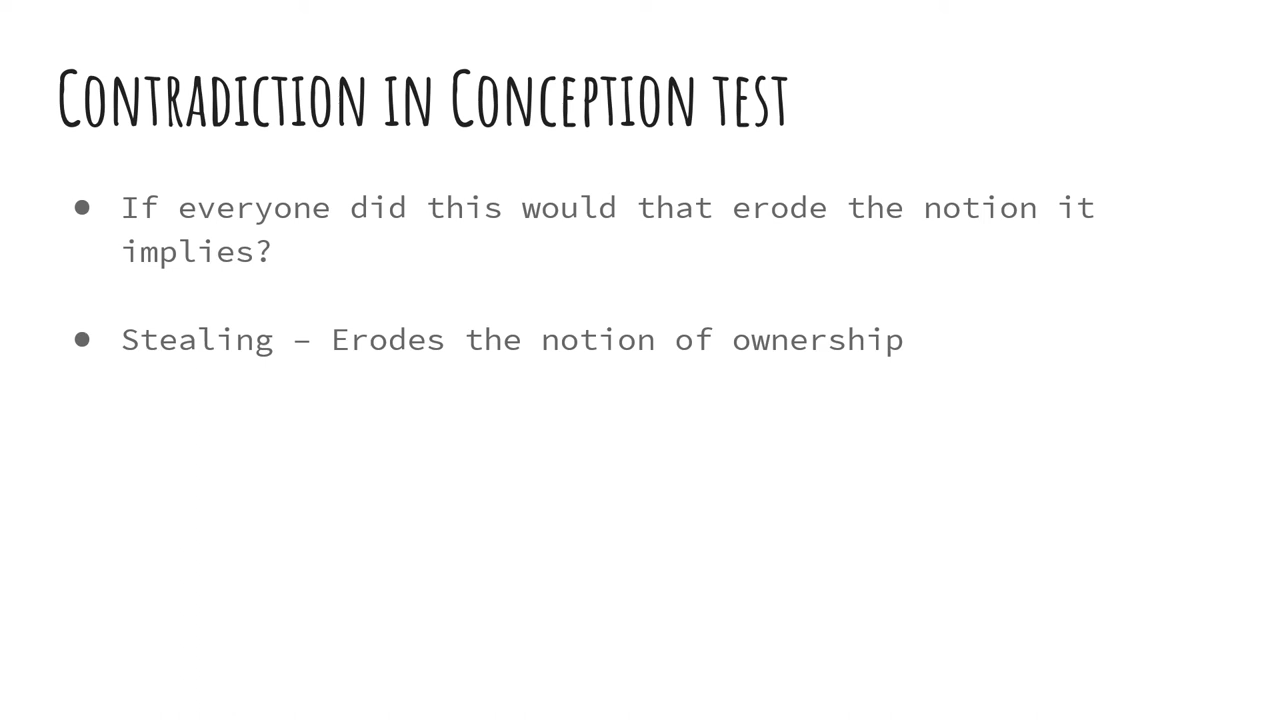 Contradiction in Conception test
● If everyone did this would that erode the notion it
implies?
● Stealing – Erodes the notion of ownership